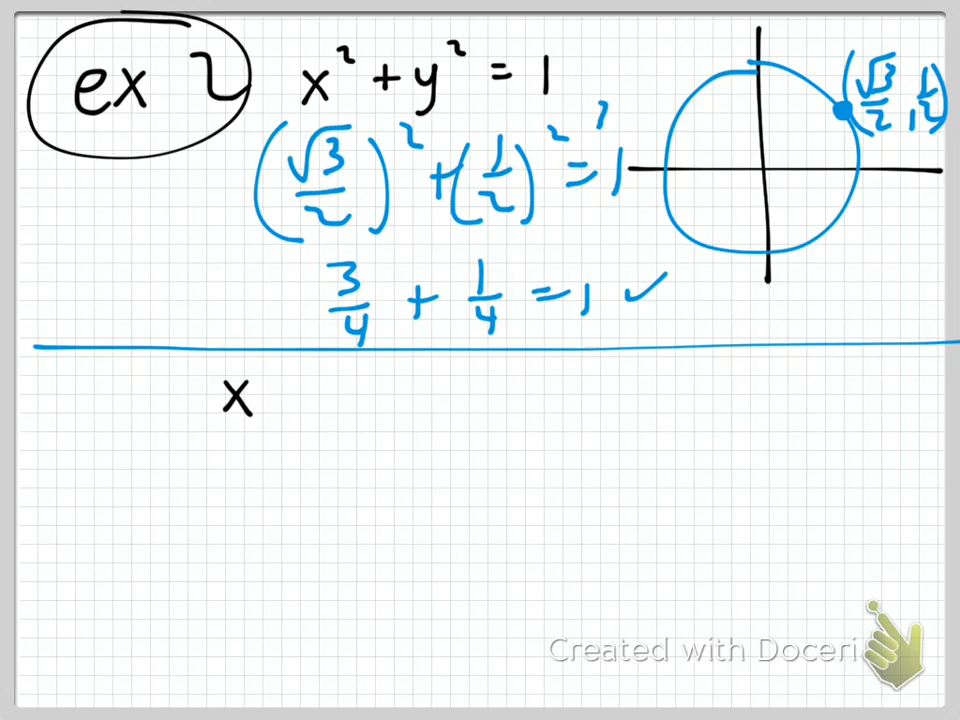 ex 2 x² + y² = 1
(√3/2, 1/2)
(√3/2)² + (1/2)² =? 1
3/4 + 1/4 = 1 ✓
x
Created with Doceri